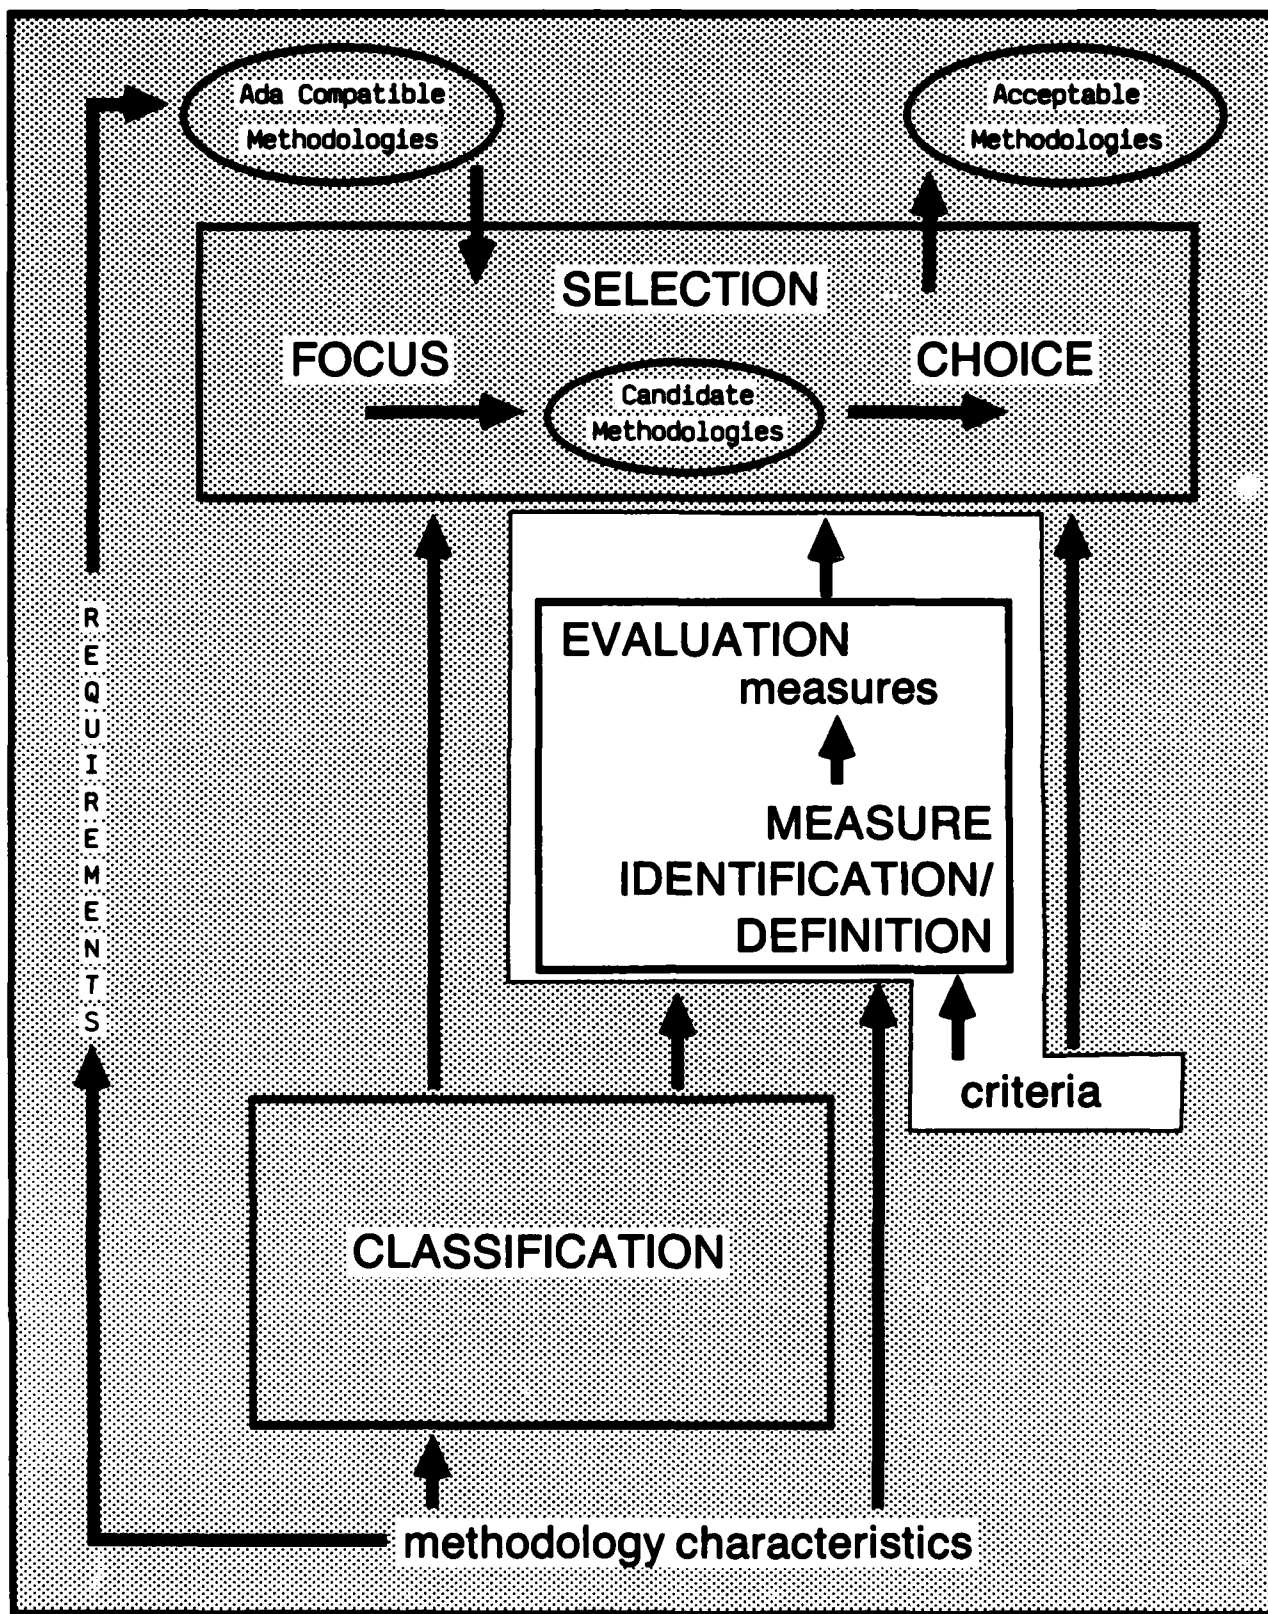 Ada Compatible
Methodologies
Acceptable
Methodologies
SELECTION
FOCUS
CHOICE
Candidate
Methodologies
REQUIREMENTS
EVALUATION
measures
MEASURE
IDENTIFICATION/
DEFINITION
criteria
CLASSIFICATION
methodology characteristics